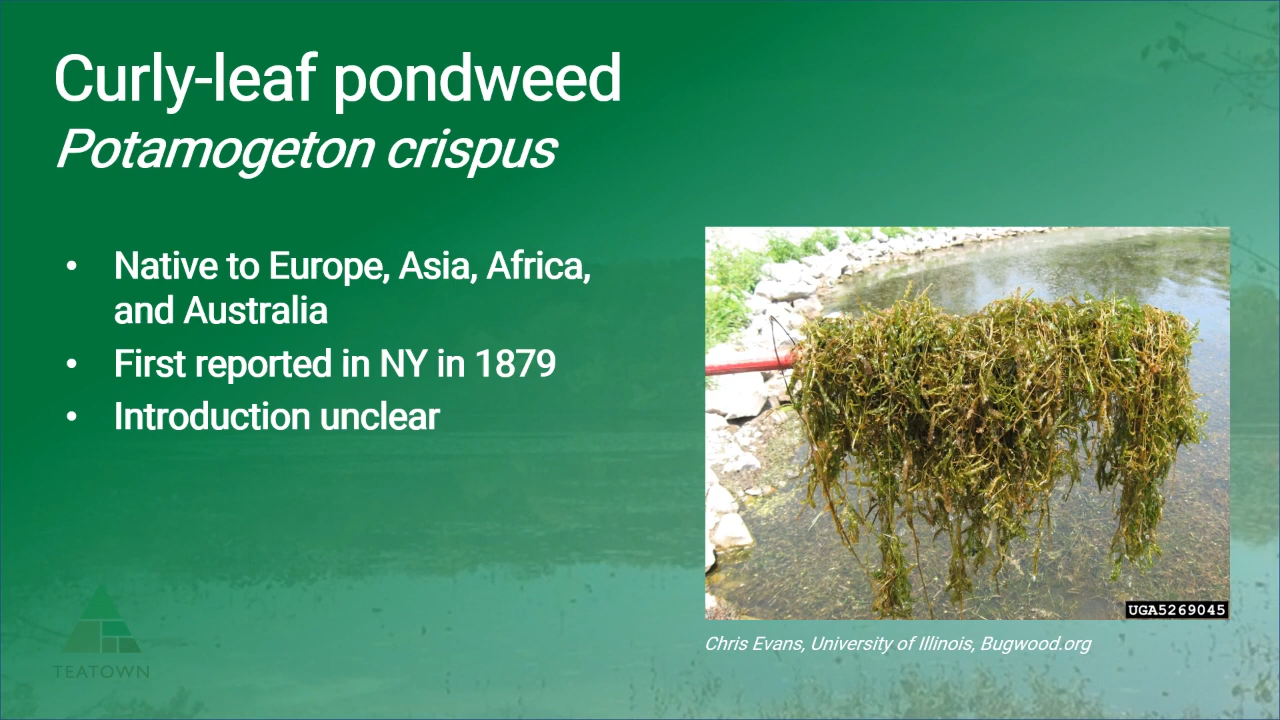 Curly-leaf pondweed
Potamogeton crispus
• Native to Europe, Asia, Africa,
and Australia
• First reported in NY in 1879
• Introduction unclear
UGA5269045
Chris Evans, University of Illinois, Bugwood.org
TEATOWN